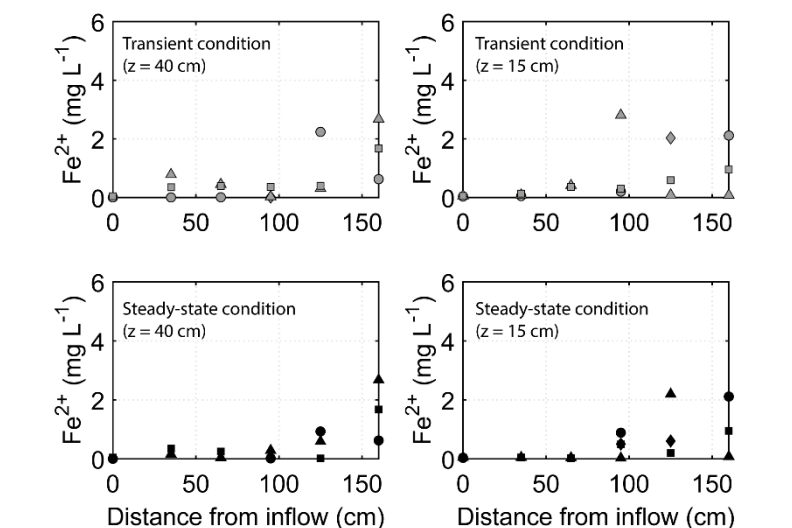 6
4
2
0
Fe2+ (mg L-1)
Transient condition
(z = 40 cm)
0 50 100 150
6
4
2
0
Fe2+ (mg L-1)
Transient condition
(z = 15 cm)
0 50 100 150
6
4
2
0
Fe2+ (mg L-1)
Steady-state condition
(z = 40 cm)
0 50 100 150
Distance from inflow (cm)
6
4
2
0
Fe2+ (mg L-1)
Steady-state condition
(z = 15 cm)
0 50 100 150
Distance from inflow (cm)